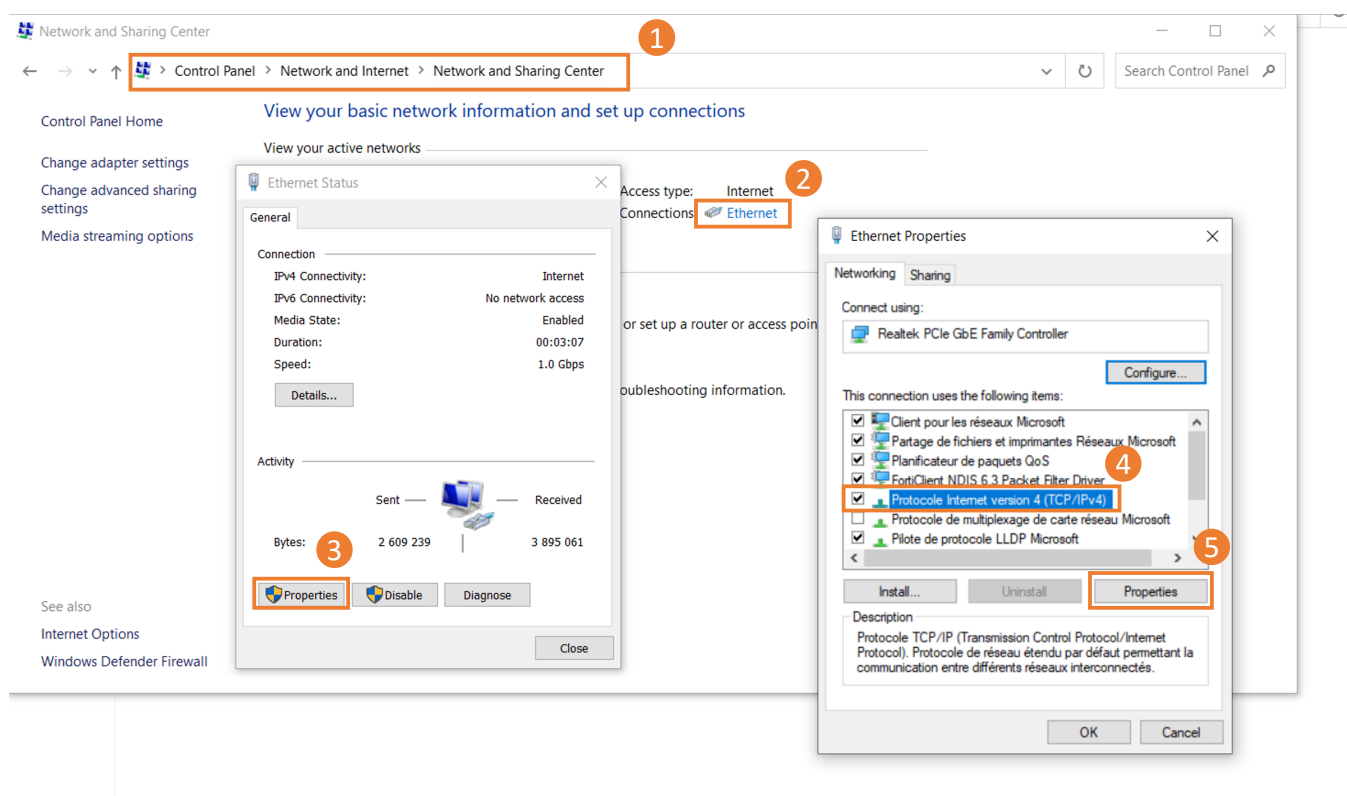 Network and Sharing Center
1
Control Panel > Network and Internet > Network and Sharing Center
Search Control Panel
Control Panel Home
Change adapter settings
Change advanced sharing
settings
Media streaming options
See also
Internet Options
Windows Defender Firewall
View your basic network information and set up connections
View your active networks
Access type: Internet
2
Connections Ethernet
or set up a router or access poin
oubleshooting information.
Ethernet Status
General
Connection
IPv4 Connectivity: Internet
IPv6 Connectivity: No network access
Media State: Enabled
Duration: 00:03:07
Speed: 1.0 Gbps
Details...
Activity
Sent — — Received
Bytes: 2 609 239 3 895 061
3
Properties Disable Diagnose
Close
Ethernet Properties
Networking Sharing
Connect using:
Realtek PCIe GbE Family Controller
Configure...
This connection uses the following items:
Client pour les réseaux Microsoft
Partage de fichiers et imprimantes Réseaux Microsoft
Planificateur de paquets QoS
4
FortiClient NDIS 6.3 Packet Filter Driver
Protocole Internet version 4 (TCP/IPv4)
Protocole de multiplexage de carte réseau Microsoft
Pilote de protocole LLDP Microsoft
5
Install... Uninstall Properties
Description
Protocole TCP/IP (Transmission Control Protocol/Internet
Protocol). Protocole de réseau étendu par défaut permettant la
communication entre différents réseaux interconnectés.
OK Cancel